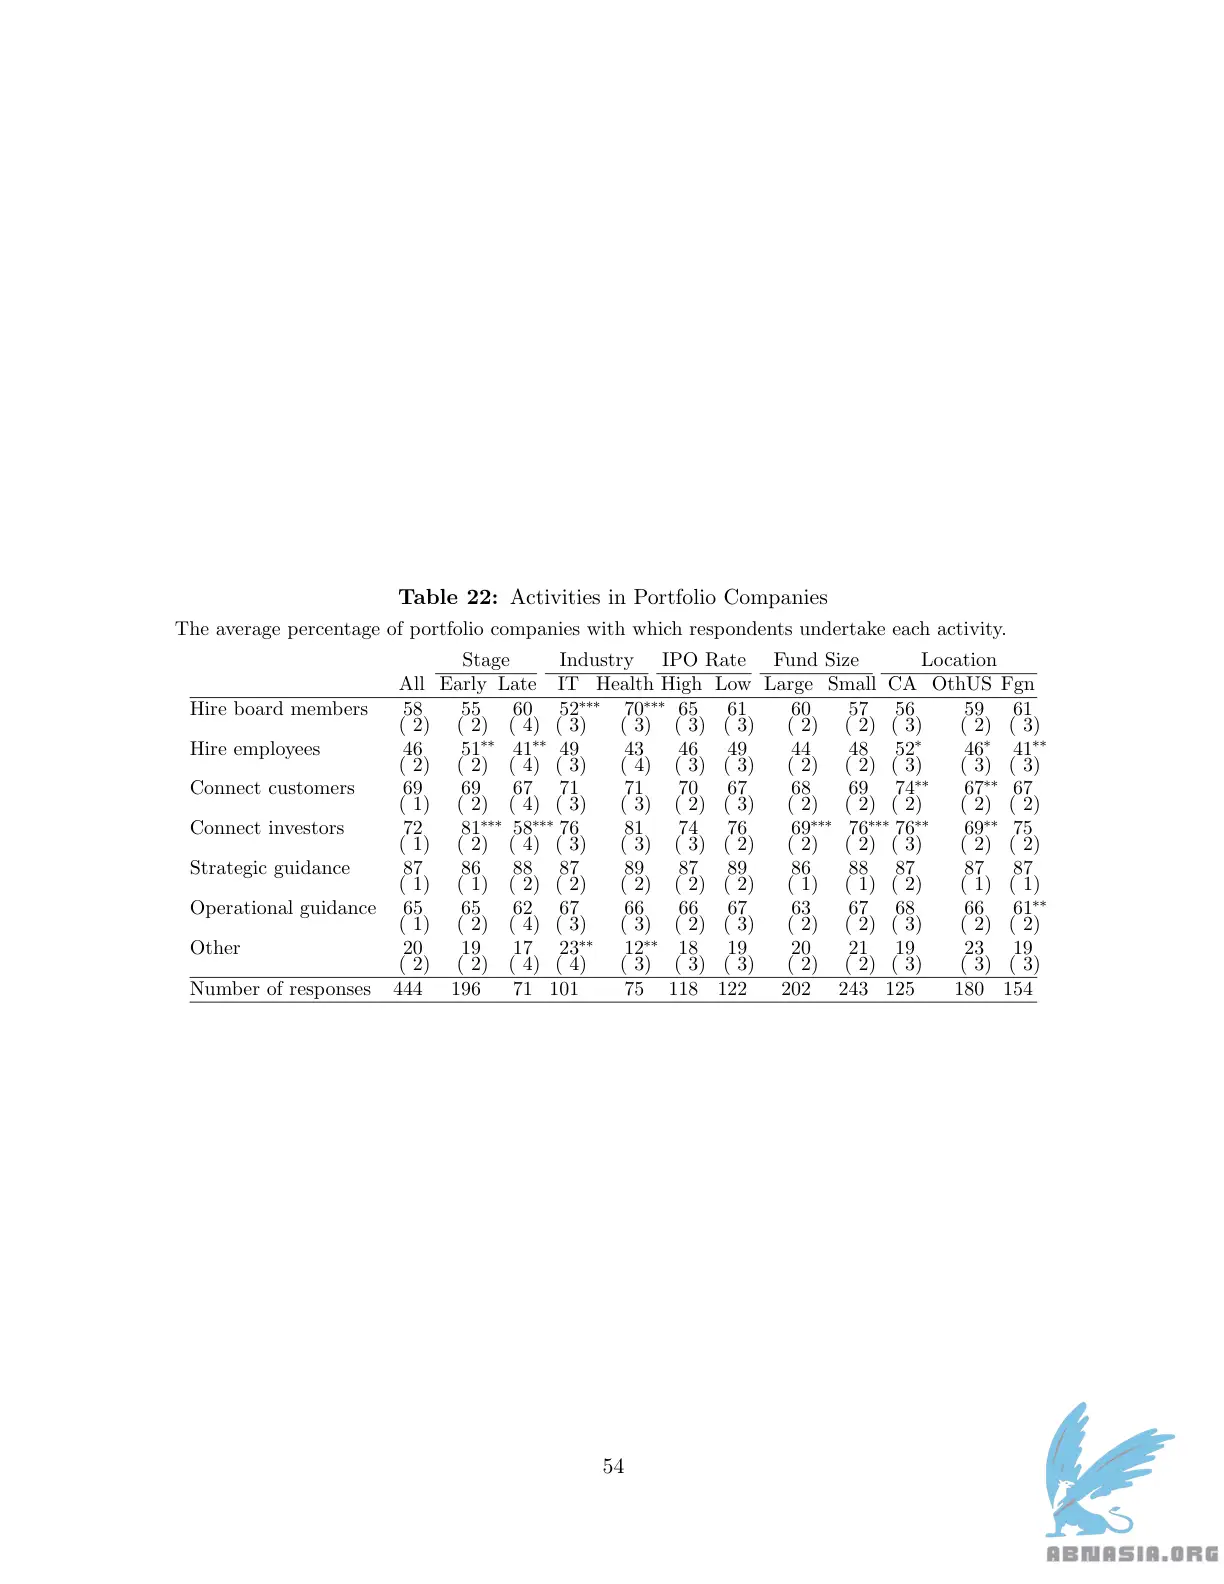 Table 22: Activities in Portfolio Companies
The average percentage of portfolio companies with which respondents undertake each activity.
Stage Industry IPO Rate Fund Size Location
All Early Late IT Health High Low Large Small CA OthUS Fgn
Hire board members 58 55 60 52*** 70*** 65 61 60 57 56 59 61
( 2) ( 2) ( 4) ( 3) ( 3) ( 3) ( 3) ( 2) ( 2) ( 3) ( 2) ( 3)
Hire employees 46 51** 41** 49 43 46 49 44 48 52* 46* 41**
( 2) ( 2) ( 4) ( 3) ( 4) ( 3) ( 3) ( 2) ( 2) ( 3) ( 3) ( 3)
Connect customers 69 69 67 71 71 70 67 68 69 74** 67** 67
( 1) ( 2) ( 4) ( 3) ( 3) ( 2) ( 3) ( 2) ( 2) ( 2) ( 2) ( 2)
Connect investors 72 81*** 58*** 76 81 74 76 69*** 76*** 76** 69** 75
( 1) ( 2) ( 4) ( 3) ( 3) ( 3) ( 2) ( 2) ( 2) ( 3) ( 2) ( 2)
Strategic guidance 87 86 88 87 89 87 89 86 88 87 87 87
( 1) ( 1) ( 2) ( 2) ( 2) ( 2) ( 2) ( 1) ( 1) ( 2) ( 1) ( 1)
Operational guidance 65 65 62 67 66 66 67 63 67 68 66 61**
( 1) ( 2) ( 4) ( 3) ( 3) ( 2) ( 3) ( 2) ( 2) ( 3) ( 2) ( 2)
Other 20 19 17 23** 12** 18 19 20 21 19 23 19
( 2) ( 2) ( 4) ( 4) ( 3) ( 3) ( 3) ( 2) ( 2) ( 3) ( 3) ( 3)
Number of responses 444 196 71 101 75 118 122 202 243 125 180 154
54
ABNASIA.ORG